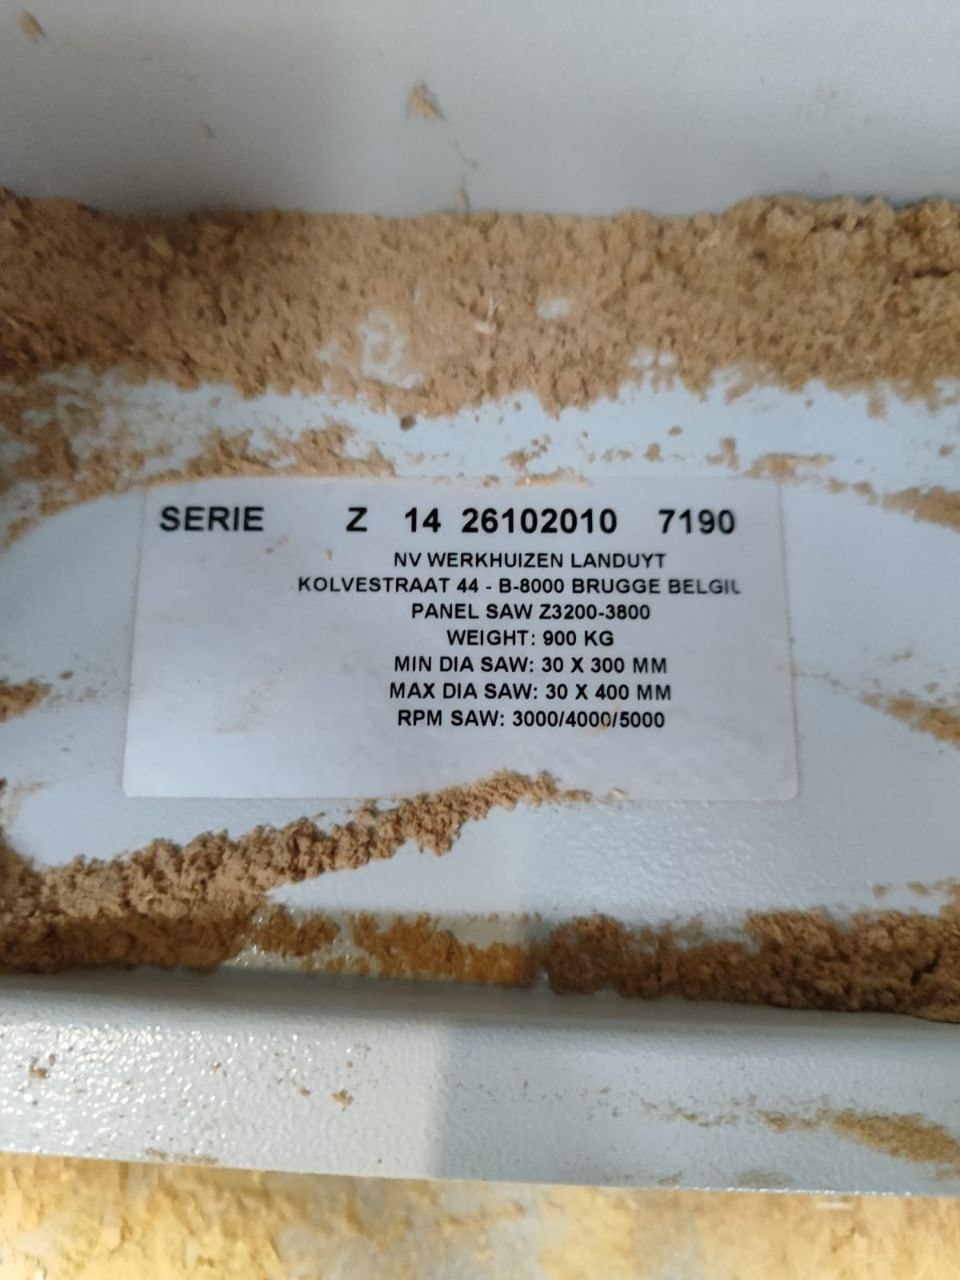 SERIE Z 14 26102010 7190
NV WERKHUIZEN LANDUYT
KOLVESTRAAT 44 - B-8000 BRUGGE
PANEL SAW Z3200-3800
WEIGHT: 900 KG
MIN DIA SAW: 30 X 300 MM
MAX DIA SAW: 30 X 400 MM
RPM SAW: 3000/4000/5000